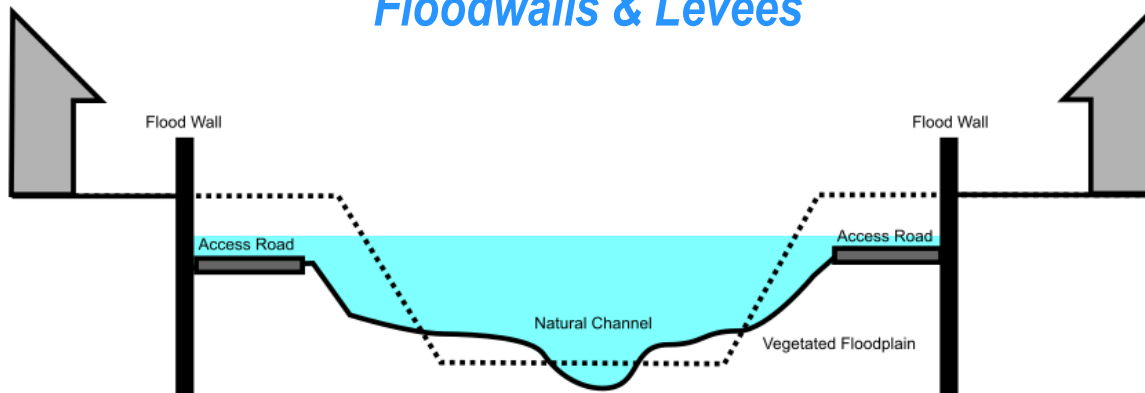 Floodwalls & Levees
Flood Wall
Flood Wall
Access Road
Access Road
Natural Channel
Vegetated Floodplain